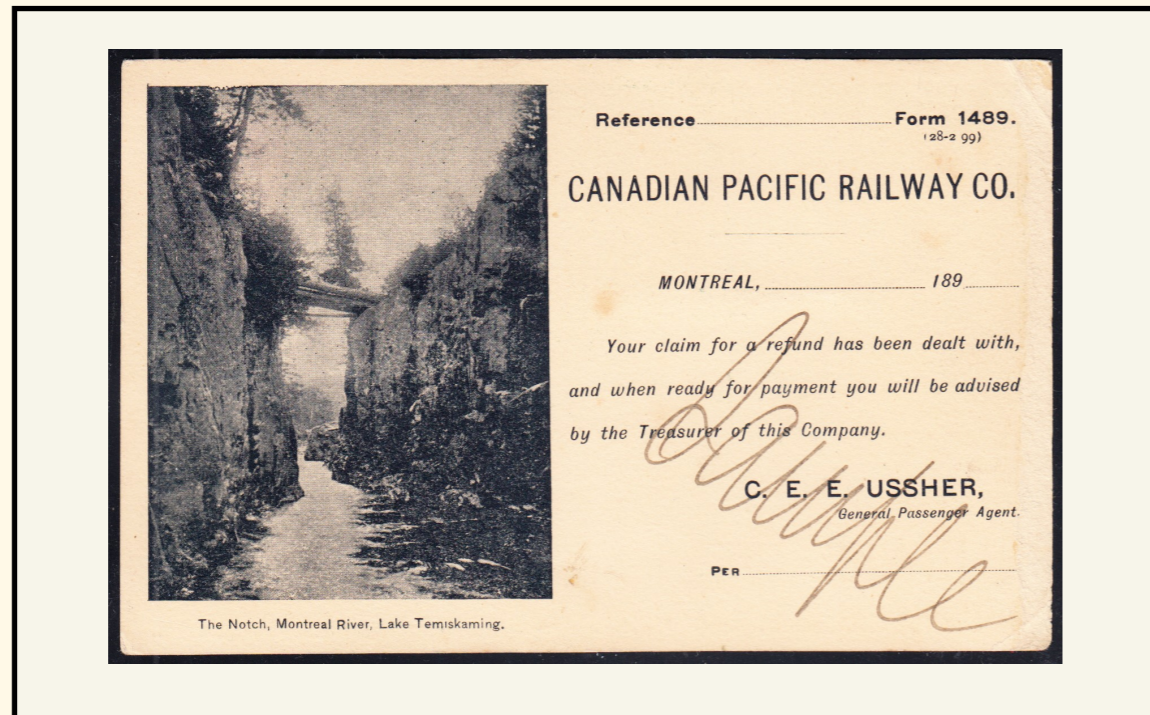 Reference Form 1489.
(28-2 99)
CANADIAN PACIFIC RAILWAY CO.
MONTREAL, 189
Your claim for a refund has been dealt with,
and when ready for payment you will be advised
by the Treasurer of this Company.
Sample
C. E. E. USSHER,
General Passenger Agent.
PER
The Notch, Montreal River, Lake Temiskaming.